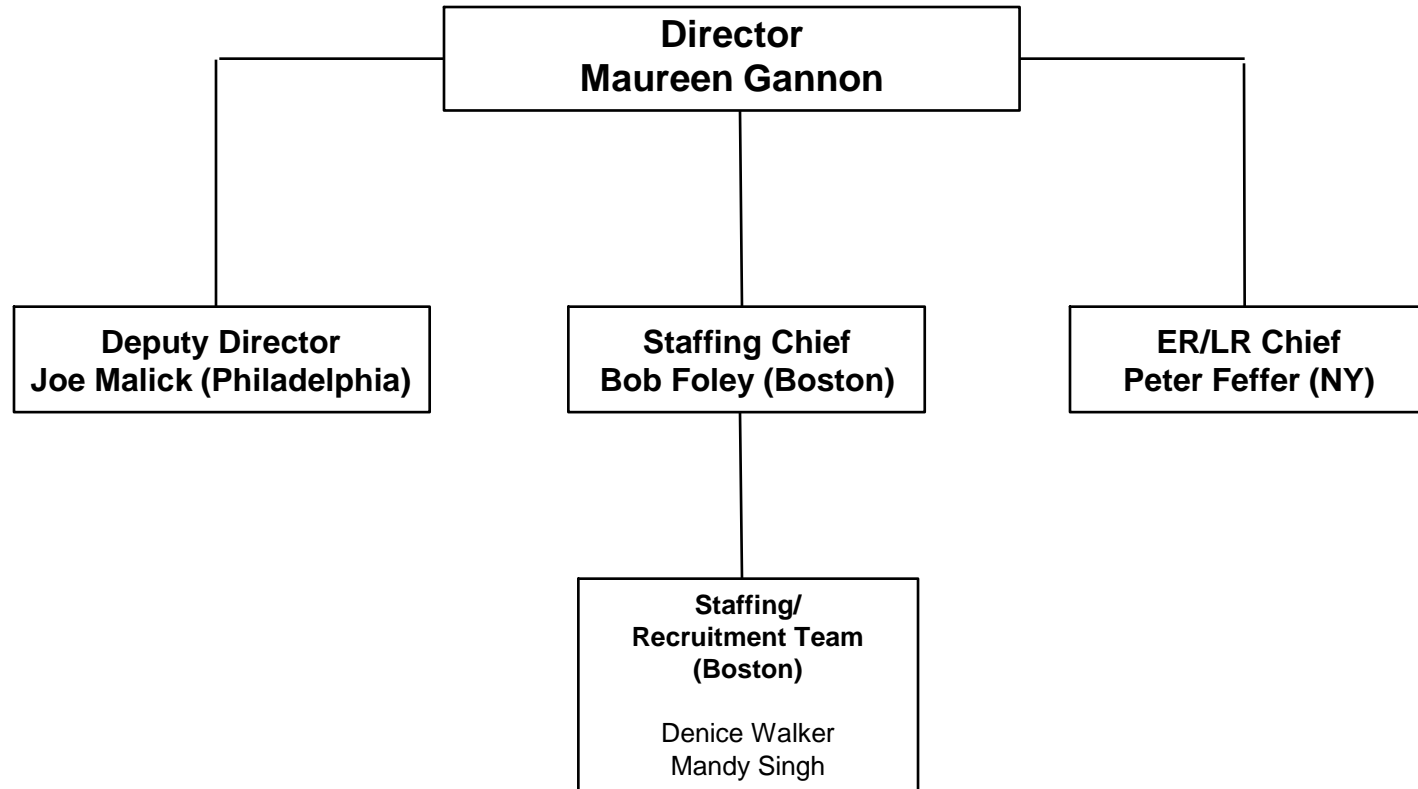 Director
Maureen Gannon
Deputy Director
Joe Malick (Philadelphia)
Staffing Chief
Bob Foley (Boston)
ER/LR Chief
Peter Feffer (NY)
Staffing/
Recruitment Team
(Boston)
Denice Walker
Mandy Singh